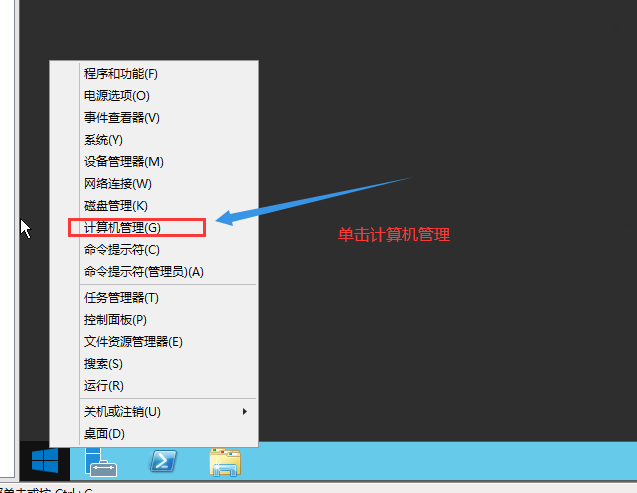 程序和功能(F)
电源选项(O)
事件查看器(V)
系统(Y)
设备管理器(M)
网络连接(W)
磁盘管理(K)
计算机管理(G)
单击计算机管理
命令提示符(C)
命令提示符(管理员)(A)
任务管理器(T)
控制面板(P)
文件资源管理器(E)
搜索(S)
运行(R)
关机或注销(U)
桌面(D)